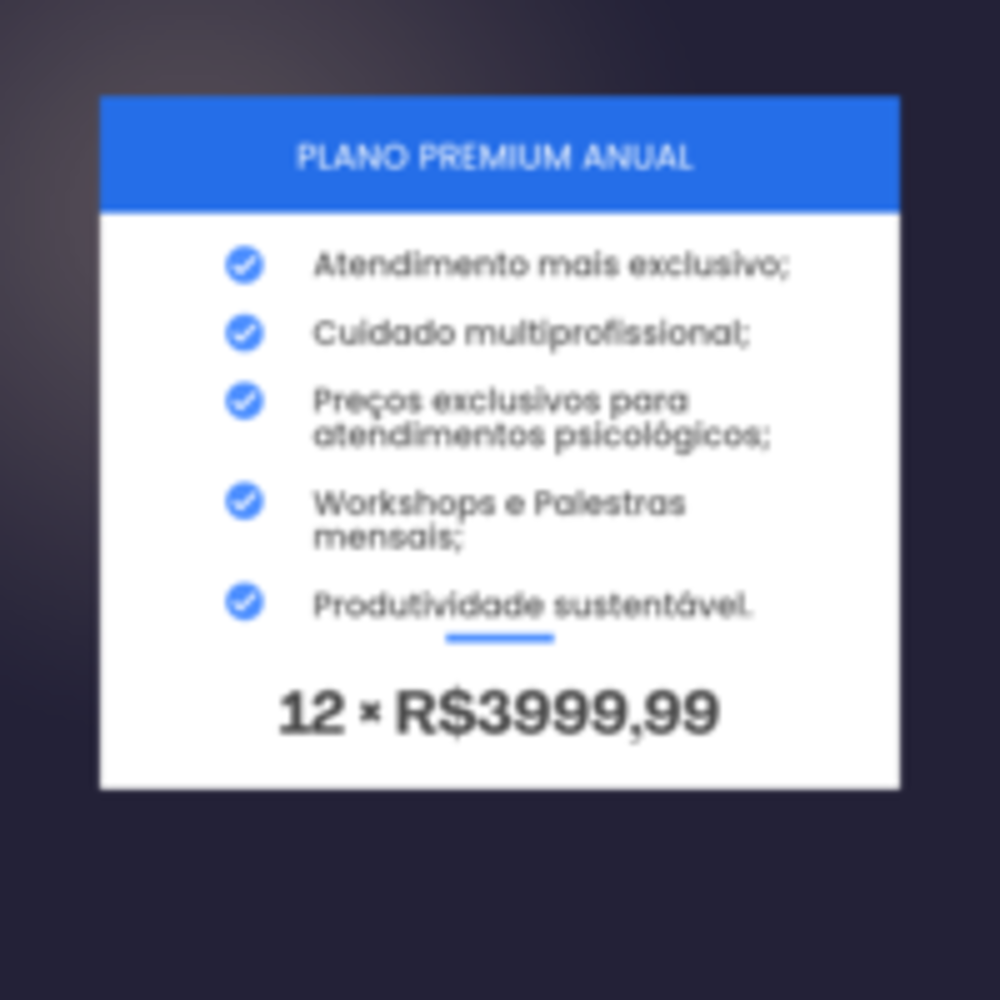 PLANO PREMIUM ANUAL
Atendimento mais exclusivo;
Cuidado multiprofissional;
Preços exclusivos para
atendimentos psicológicos;
Workshops e Palestras
mensais;
Produtividade sustentável.
12 × R$3999,99